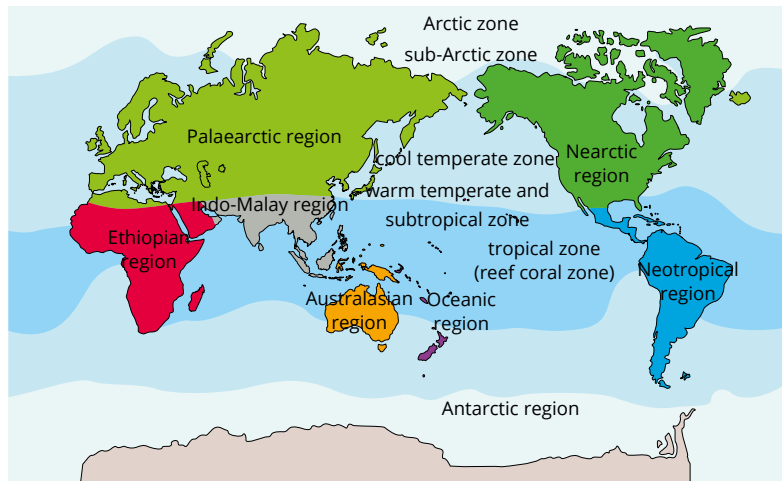 Arctic zone
sub-Arctic zone
Palaearctic region
cool temperate zone
Nearctic
region
warm temperate and
subtropical zone
Indo-Malay region
Ethiopian
region
tropical zone
(reef coral zone)
Neotropical
region
Australasian
region
Oceanic
region
Antarctic region